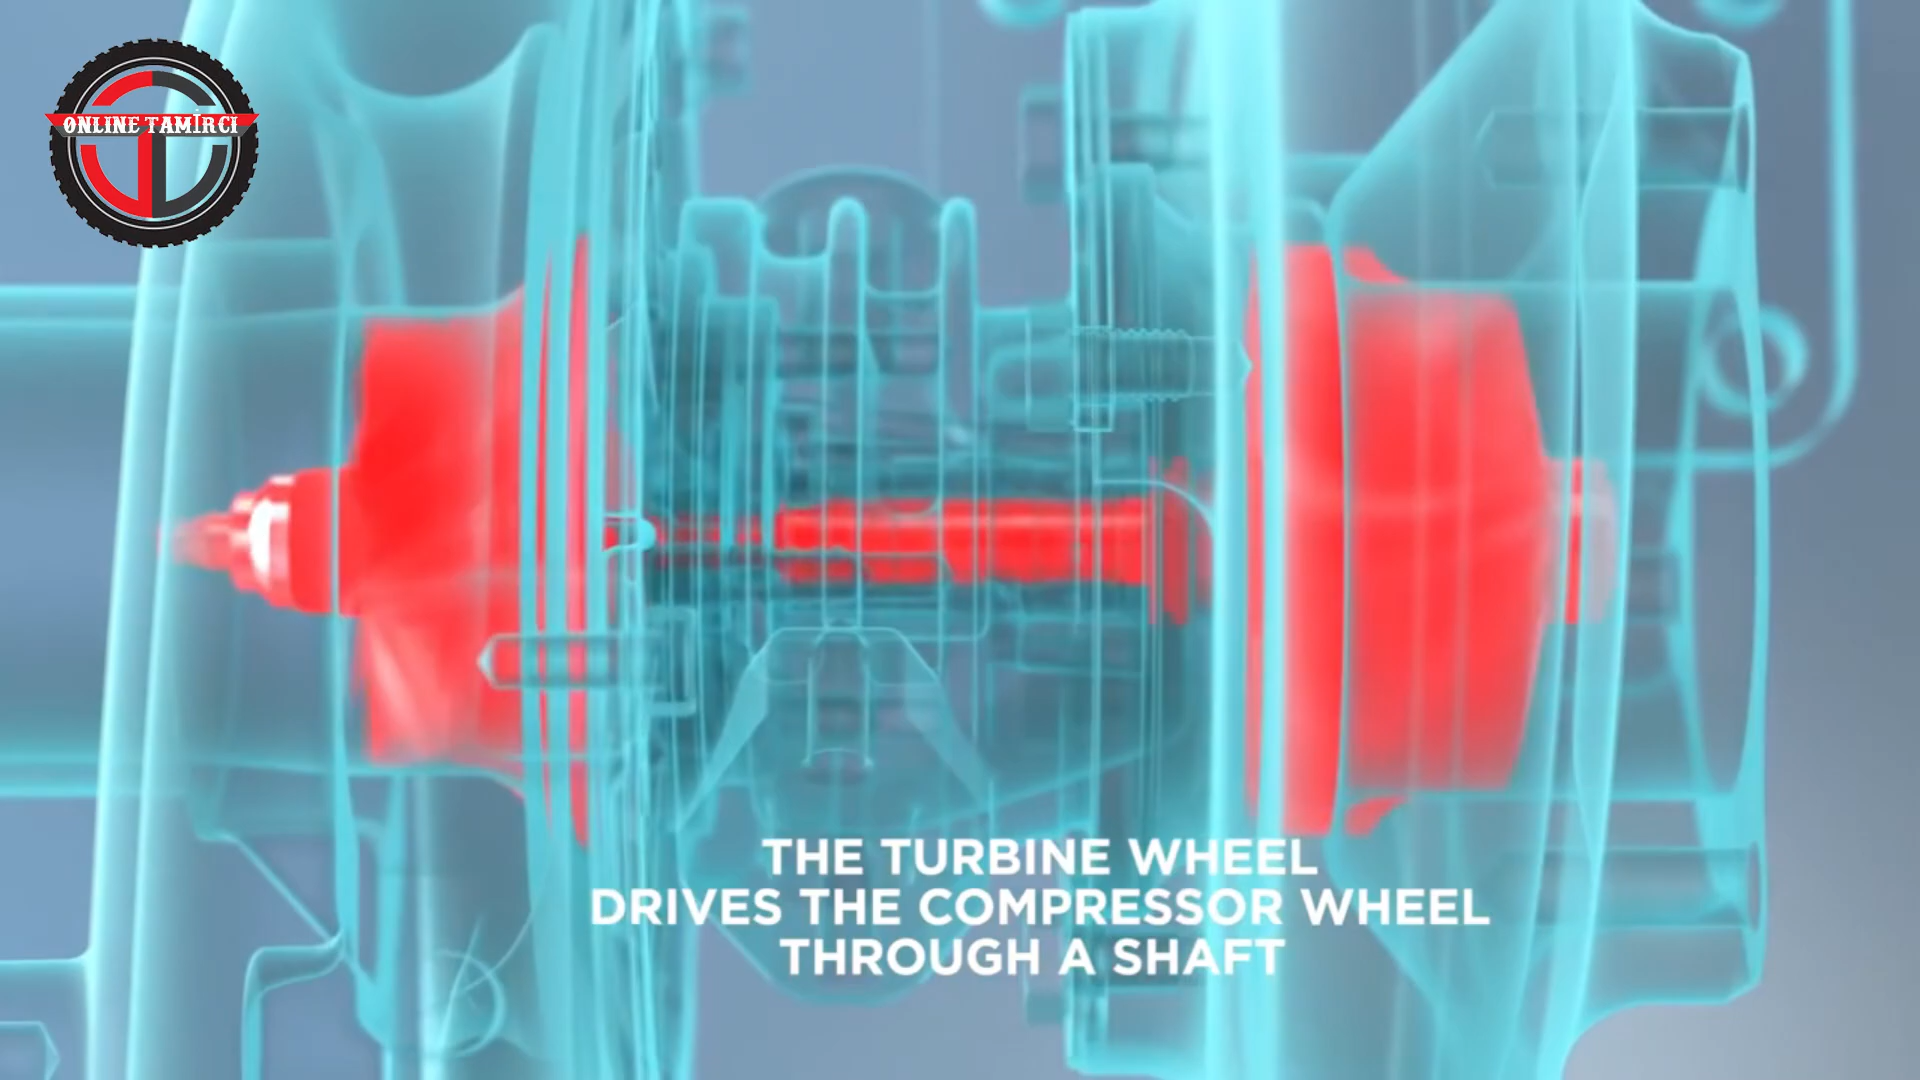 ONLINE TAMİRCİ
THE TURBINE WHEEL
DRIVES THE COMPRESSOR WHEEL
THROUGH A SHAFT